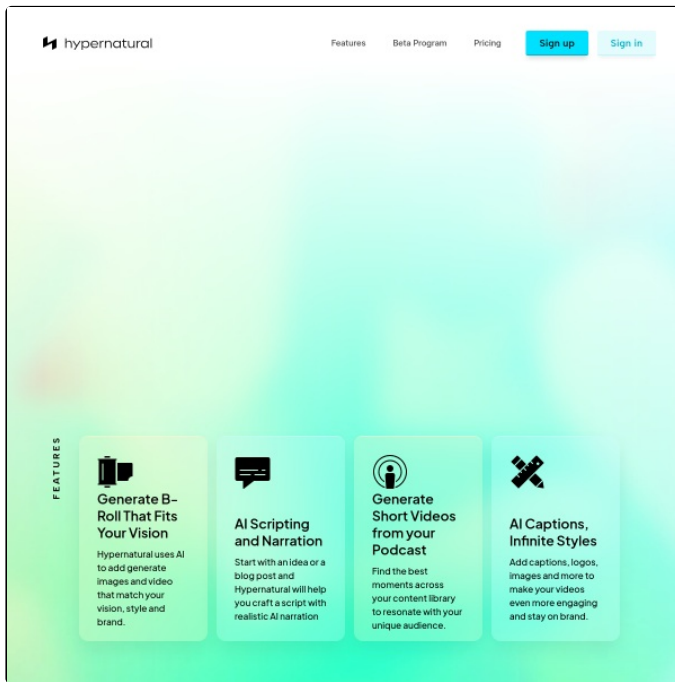 hypernatural
Features
Beta Program
Pricing
Sign up
Sign in
FEATURES
Generate B-
Roll That Fits
Your Vision
Hypernatural uses AI
to add generate
images and video
that match your
vision, style and
brand.
AI Scripting
and Narration
Start with an idea or a
blog post and
Hypernatural will help
you craft a script with
realistic AI narration
Generate
Short Videos
from your
Podcast
Find the best
moments across
your content library
to resonate with your
unique audience.
AI Captions,
Infinite Styles
Add captions, logos,
images and more to
make your videos
even more engaging
and stay on brand.